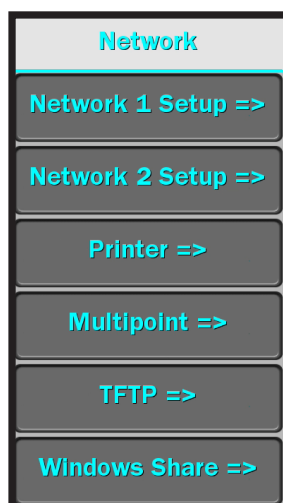 Network
Network 1 Setup =>
Network 2 Setup =>
Printer =>
Multipoint =>
TFTP =>
Windows Share =>